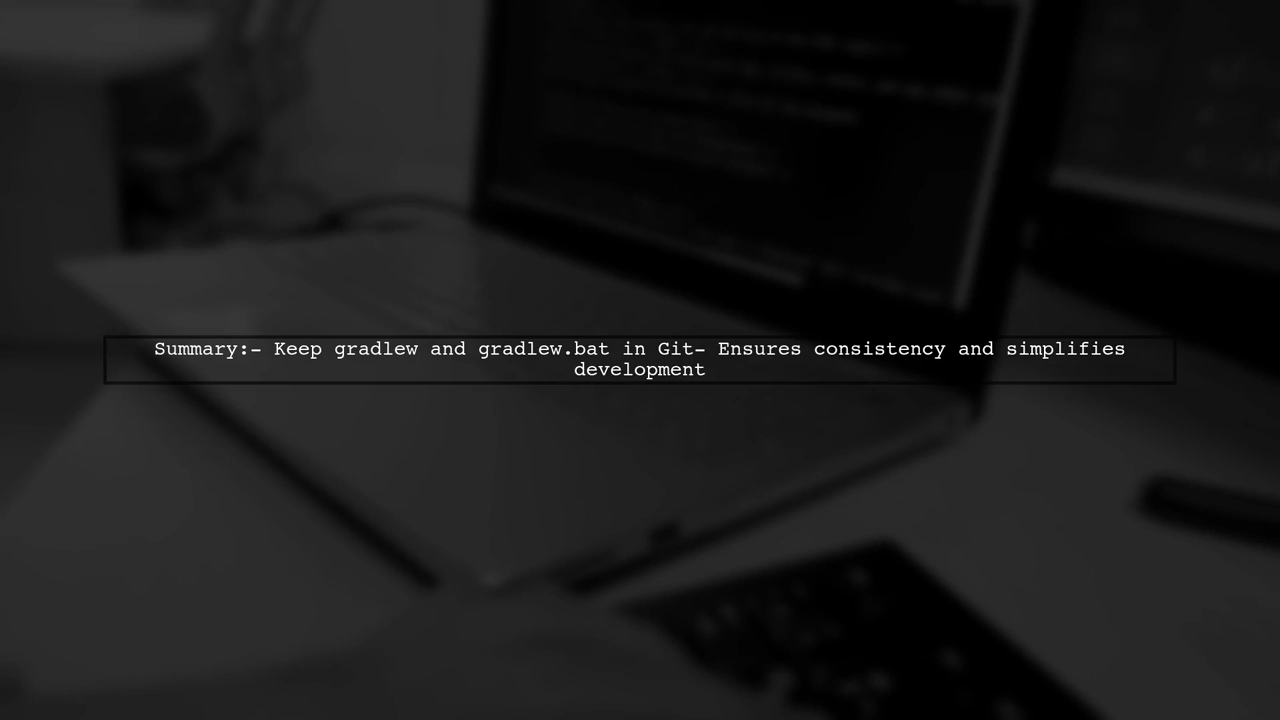 Summary:- Keep gradlew and gradlew.bat in Git- Ensures consistency and simplifies
development